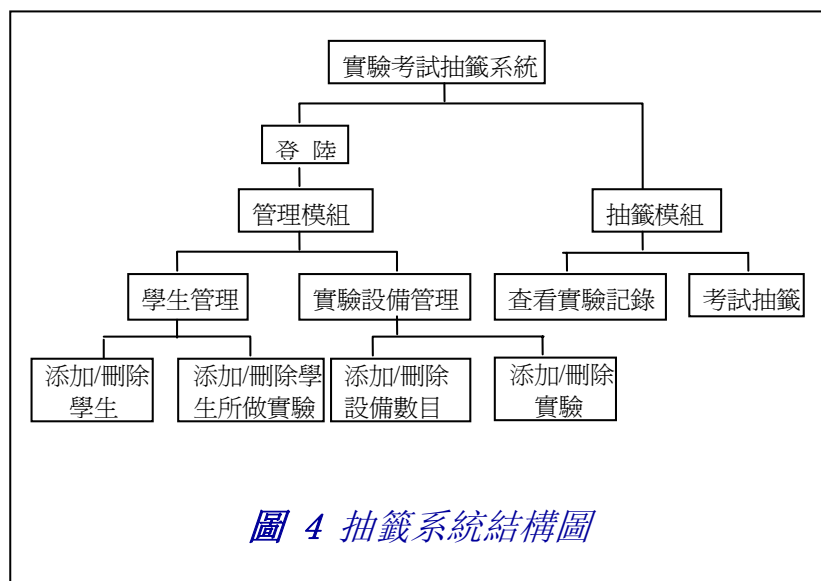 實驗考試抽籤系統
登 陸
管理模組 抽籤模組
學生管理 實驗設備管理 查看實驗記錄 考試抽籤
添加/刪除
學生
添加/刪除學
生所做實驗
添加/刪除
設備數目
添加/刪除
實驗
圖 4 抽籤系統結構圖